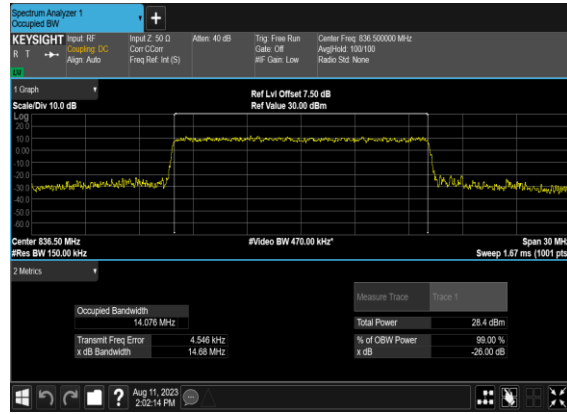 Spectrum Analyzer 1
Occupied BW
+
KEYSIGHT Input: RF Input Z: 50 Ω Atten: 40 dB Trig: Free Run Center Freq: 836.500000 MHz
R T Coupling: DC Corr CCorr Gate: Off Avg|Hold: 100/100
Align: Auto Freq Ref: Int (S) #IF Gain: Low Radio Std: None
LW
1 Graph
Ref Lvl Offset 7.50 dB
Scale/Div 10.0 dB Ref Value 30.00 dBm
Log
20.0
10.0
0.00
-10.0
-20.0
-30.0
-40.0
-50.0
-60.0
Center 836.50 MHz #Video BW 470.00 kHz* Span 30 MHz
#Res BW 150.00 kHz Sweep 1.67 ms (1001 pts
2 Metrics
Measure Trace Trace 1
Occupied Bandwidth
14.076 MHz Total Power 28.4 dBm
Transmit Freq Error 4.546 kHz % of OBW Power 99.00 %
x dB Bandwidth 14.68 MHz x dB -26.00 dB
? Aug 11, 2023
2:02:14 PM